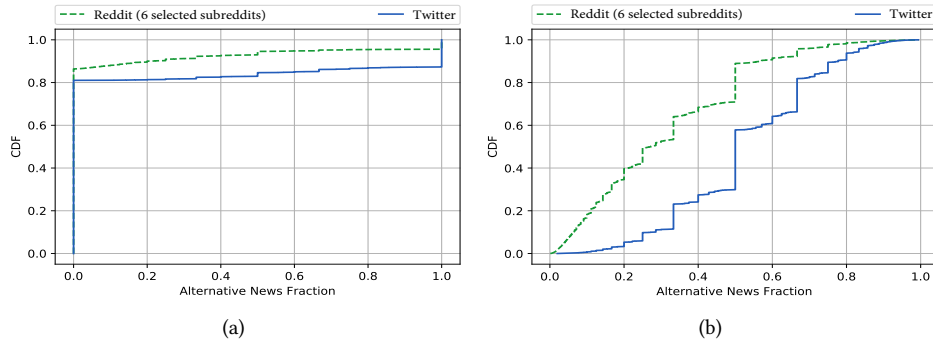 Reddit (6 selected subreddits) Twitter
1.0
0.8
0.6
0.4
0.2
0.0
CDF
0.0 0.2 0.4 0.6 0.8 1.0
Alternative News Fraction
(a)
Reddit (6 selected subreddits) Twitter
1.0
0.8
0.6
0.4
0.2
0.0
CDF
0.0 0.2 0.4 0.6 0.8 1.0
Alternative News Fraction
(b)